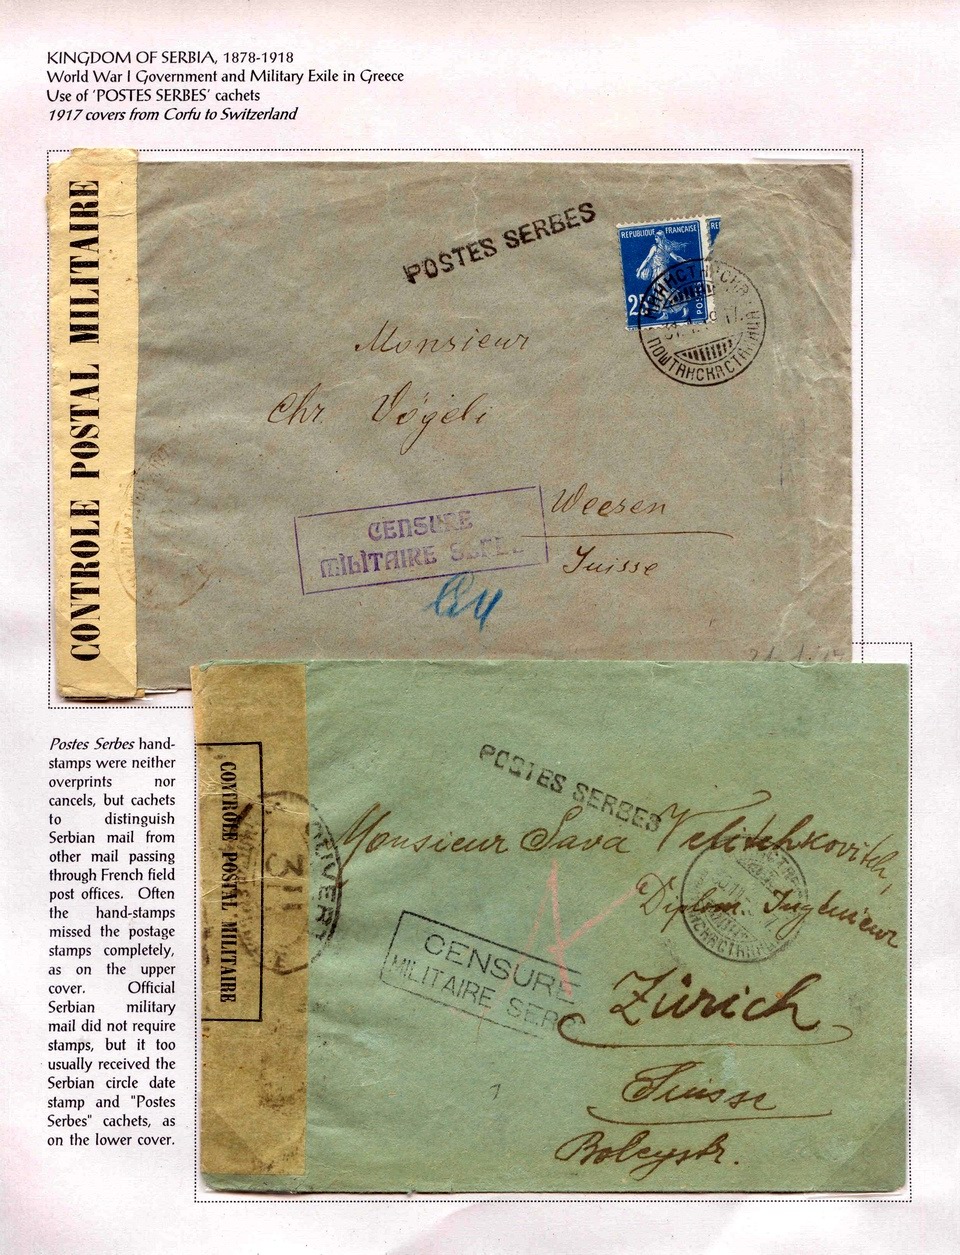 KINGDOM OF SERBIA, 1878-1918
World War I Government and Military Exile in Greece
Use of 'POSTES SERBES' cachets
1917 covers from Corfu to Switzerland
CONTROLE POSTAL MILITAIRE
POSTES SERBES
REPUBLIQUE FRANÇAISE
25
ПОШТАНСКА СТАНИЦА
Monsieur
Chr. Vögeli
Weesen
Suisse
CENSURE
MILITAIRE
Postes Serbes hand-
stamps were neither
overprints nor
cancels, but cachets
to distinguish
Serbian mail from
other mail passing
through French field
post offices. Often
the hand-stamps
missed the postage
stamps completely,
as on the upper
cover. Official
Serbian military
mail did not require
stamps, but it too
usually received the
Serbian circle date
stamp and "Postes
Serbes" cachets, as
on the lower cover.
COYTROLE POSTAL MILITAIRE
POSTES SERBES
Monsieur Sava Velitchkovitch,
Diplom. Ingénieur
CENSURE
MILITAIRE SERB
Zürich
Suisse